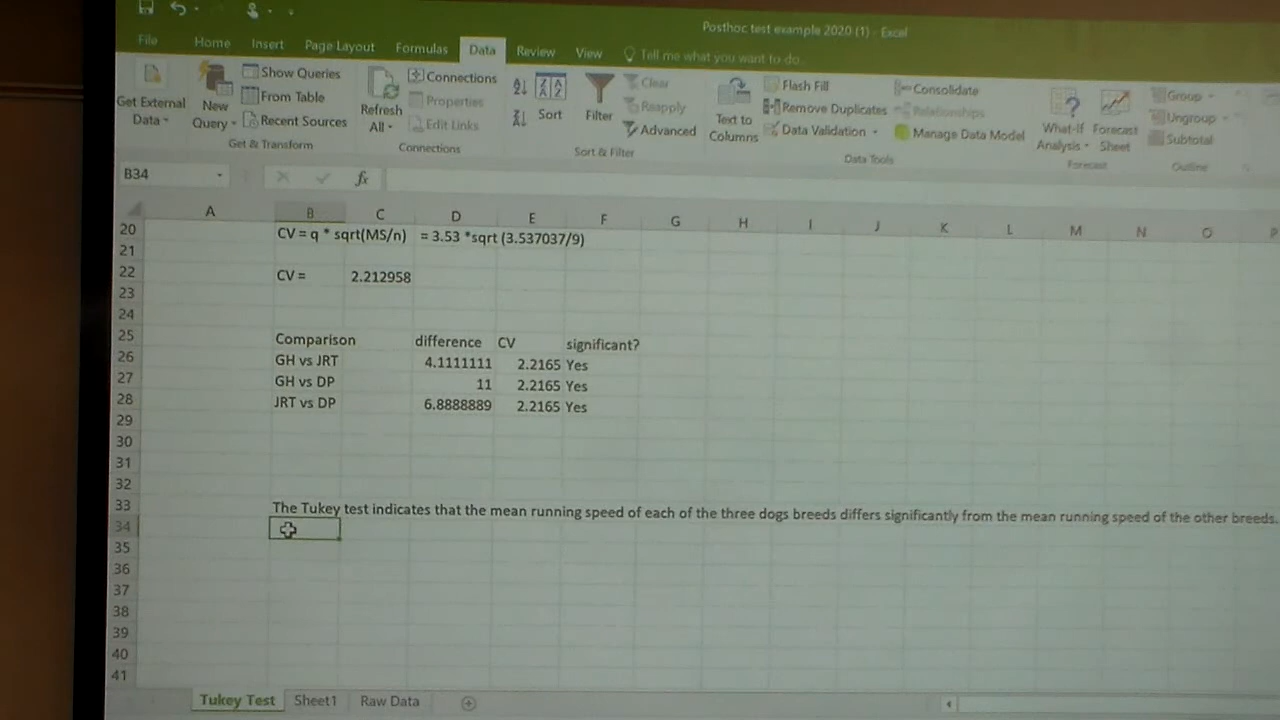 Posthoc test example 2020 (1) - Excel
File Home Insert Page Layout Formulas Data Review View Tell me what you want to do...
Get External Data
New Query
Show Queries
From Table
Recent Sources
Get & Transform
Refresh All
Connections
Properties
Edit Links
Connections
Sort
Filter
Clear
Reapply
Advanced
Sort & Filter
Text to Columns
Flash Fill
Remove Duplicates
Data Validation
Consolidate
Relationships
Manage Data Model
Data Tools
What-If Analysis
Forecast Sheet
Forecast
Group
Ungroup
Subtotal
Outline
B34 fx
A B C D E F G H I J K L M N O P
20 CV = q * sqrt(MS/n) = 3.53 *sqrt (3.537037/9)
21
22 CV = 2.212958
23
24
25 Comparison difference CV significant?
26 GH vs JRT 4.1111111 2.2165 Yes
27 GH vs DP 11 2.2165 Yes
28 JRT vs DP 6.8888889 2.2165 Yes
29
30
31
32
33 The Tukey test indicates that the mean running speed of each of the three dogs breeds differs significantly from the mean running speed of the other breeds.
34
35
36
37
38
39
40
41
Tukey Test Sheet1 Raw Data